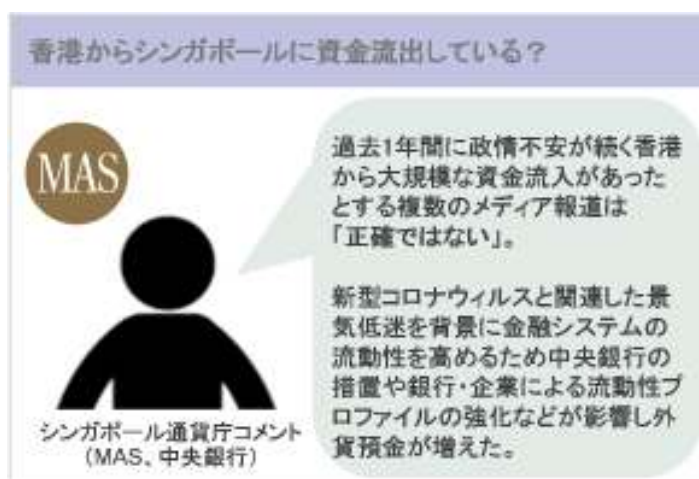 香港からシンガポールに資金流出している？
MAS
過去1年間に政情不安が続く香港
から大規模な資金流入があった
とする複数のメディア報道は
「正確ではない」。
新型コロナウィルスと関連した景
気低迷を背景に金融システムの
流動性を高めるため中央銀行の
措置や銀行・企業による流動性プ
ロファイルの強化などが影響し外
貨預金が増えた。
シンガポール通貨庁コメント
（MAS、中央銀行）